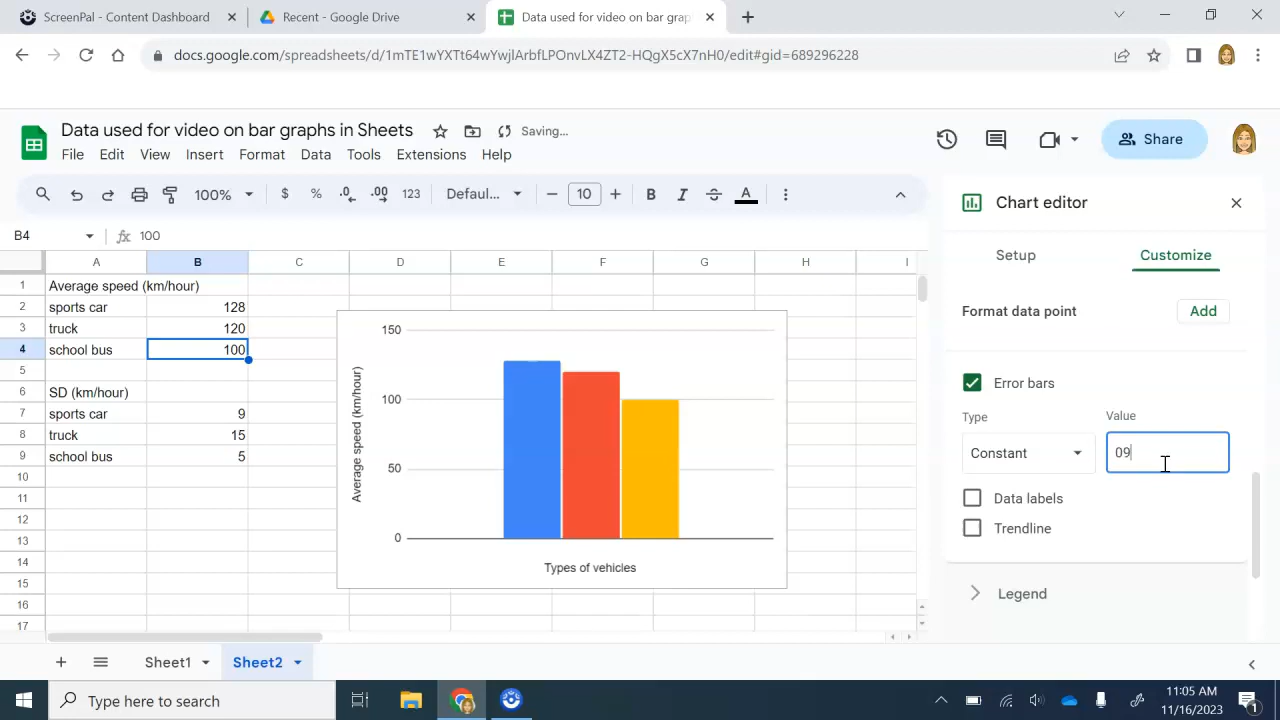 ScreenPal - Content Dashboard
Recent - Google Drive
Data used for video on bar grap
docs.google.com/spreadsheets/d/1mTE1wYXTt64wYwjlArbfLPOnvLX4ZT2-HQgX5cX7nH0/edit#gid=689296228
Data used for video on bar graphs in Sheets
Saving...
File Edit View Insert Format Data Tools Extensions Help
Share
100% $ % .0 .00 123 Defaul... 10 B I S A
B4 fx 100
A B C D E F G H I
1 Average speed (km/hour)
2 sports car 128
3 truck 120
4 school bus 100
5
6 SD (km/hour)
7 sports car 9
8 truck 15
9 school bus 5
10
11
12
13
14
15
16
17
150
100
50
0
Average speed (km/hour)
Types of vehicles
Chart editor
Setup Customize
Format data point Add
Error bars
Type Value
Constant 09
Data labels
Trendline
Legend
Sheet1 Sheet2
Type here to search
11:05 AM
11/16/2023
1